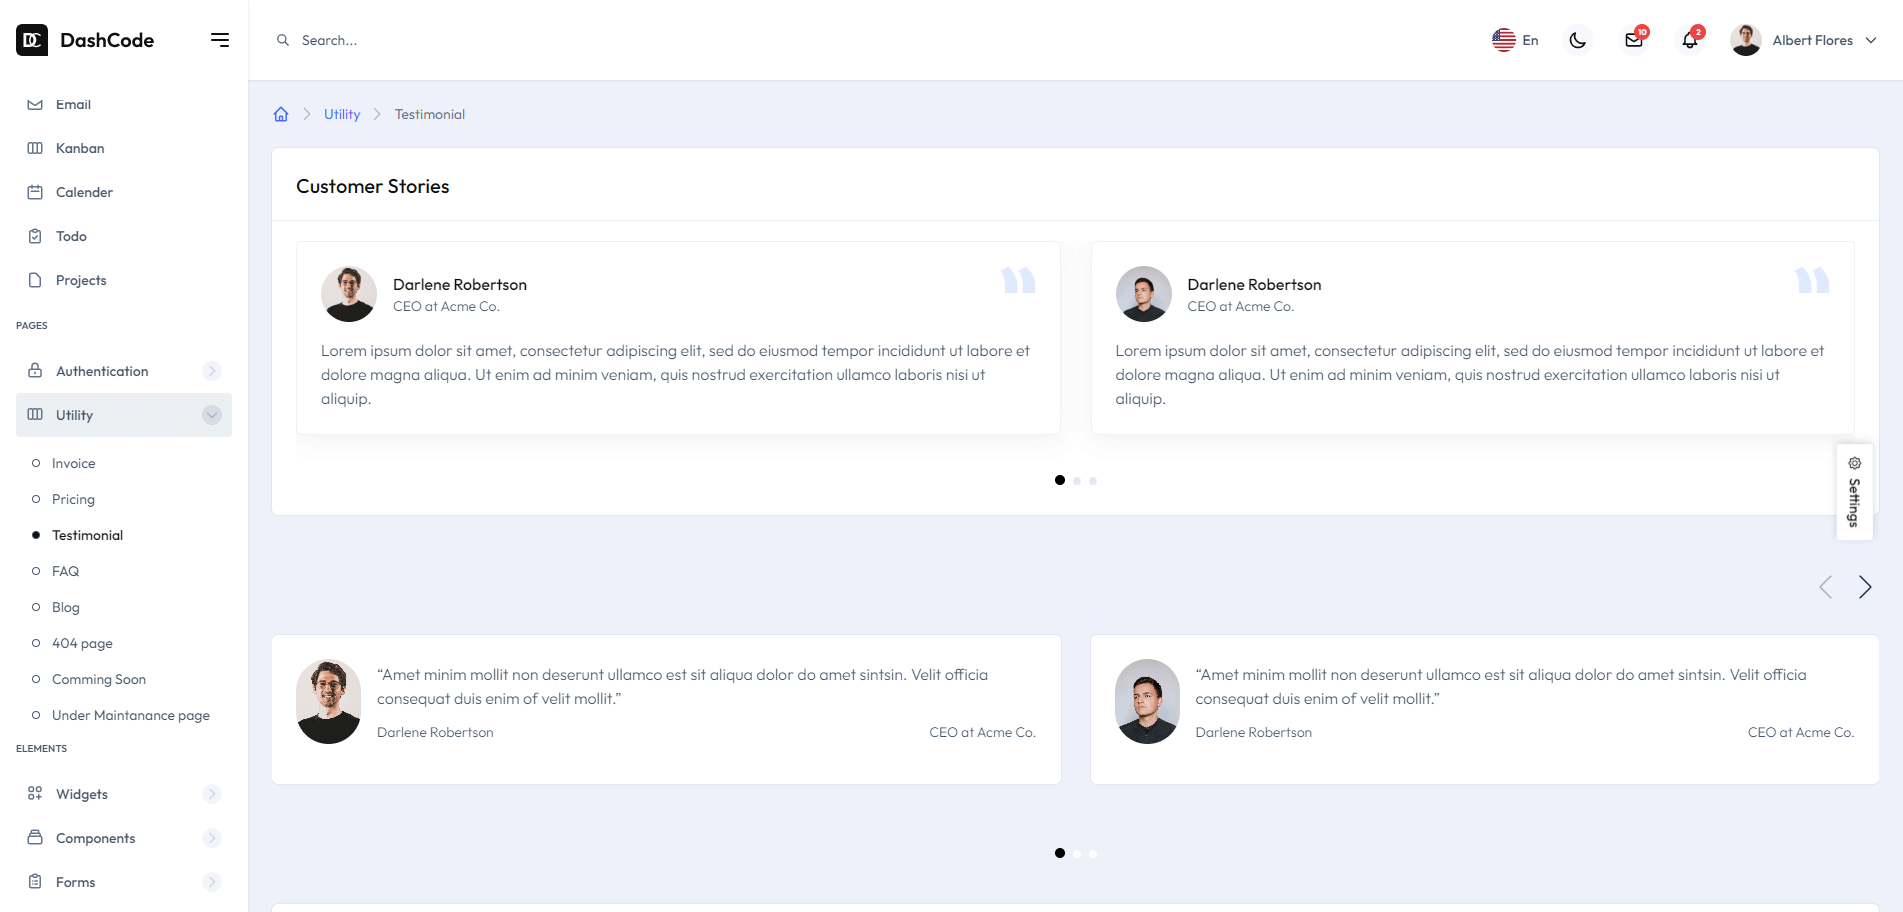 DashCode
Search...
En
10
2
Albert Flores
Email
Kanban
Calender
Todo
Projects
PAGES
Authentication
Utility
Invoice
Pricing
Testimonial
FAQ
Blog
404 page
Comming Soon
Under Maintanance page
ELEMENTS
Widgets
Components
Forms
Utility
Testimonial
Customer Stories
Darlene Robertson
CEO at Acme Co.
Lorem ipsum dolor sit amet, consectetur adipiscing elit, sed do eiusmod tempor incididunt ut labore et
dolore magna aliqua. Ut enim ad minim veniam, quis nostrud exercitation ullamco laboris nisi ut
aliquip.
Darlene Robertson
CEO at Acme Co.
Lorem ipsum dolor sit amet, consectetur adipiscing elit, sed do eiusmod tempor incididunt ut labore et
dolore magna aliqua. Ut enim ad minim veniam, quis nostrud exercitation ullamco laboris nisi ut
aliquip.
Settings
“Amet minim mollit non deserunt ullamco est sit aliqua dolor do amet sintsin. Velit officia
consequat duis enim of velit mollit.”
Darlene Robertson
CEO at Acme Co.
“Amet minim mollit non deserunt ullamco est sit aliqua dolor do amet sintsin. Velit officia
consequat duis enim of velit mollit.”
Darlene Robertson
CEO at Acme Co.